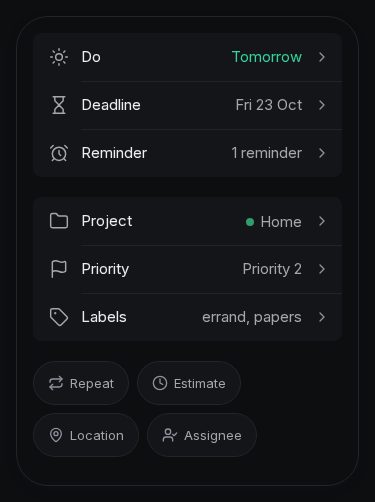 Do Tomorrow
Deadline Fri 23 Oct
Reminder 1 reminder
Project Home
Priority Priority 2
Labels errand, papers
Repeat Estimate
Location Assignee